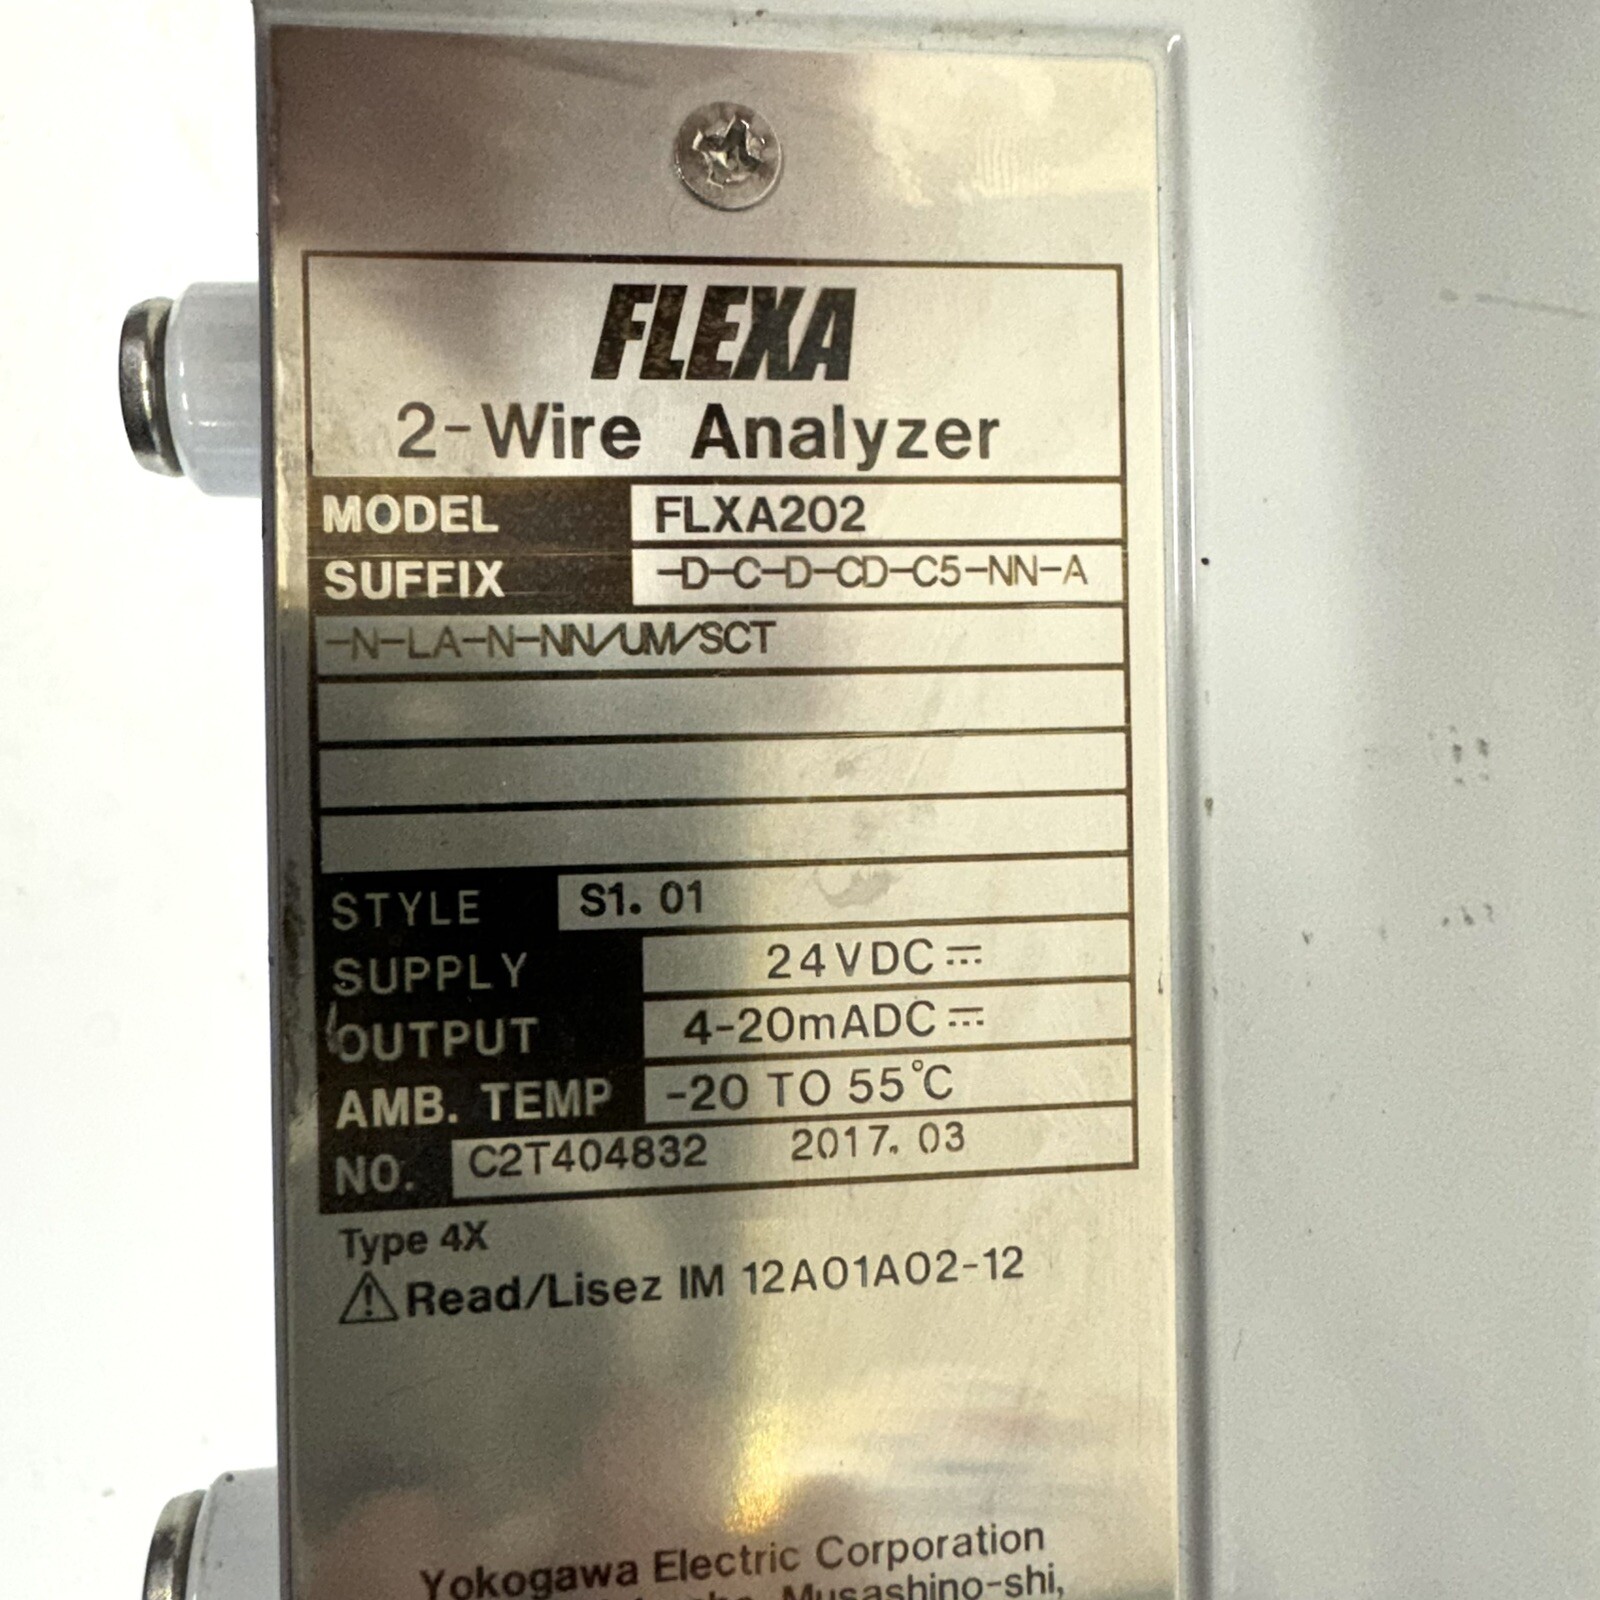 FLEXA
2-Wire Analyzer
MODEL FLXA202
SUFFIX -D-C-D-CD-C5-NN-A
-N-LA-N-NN/UM/SCT
STYLE S1. 01
SUPPLY 24VDC⎓
OUTPUT 4-20mADC⎓
AMB. TEMP -20 TO 55°C
NO. C2T404832 2017. 03
Type 4X
⚠Read/Lisez IM 12A01A02-12
Yokogawa Electric Corporation
Musashino-shi,